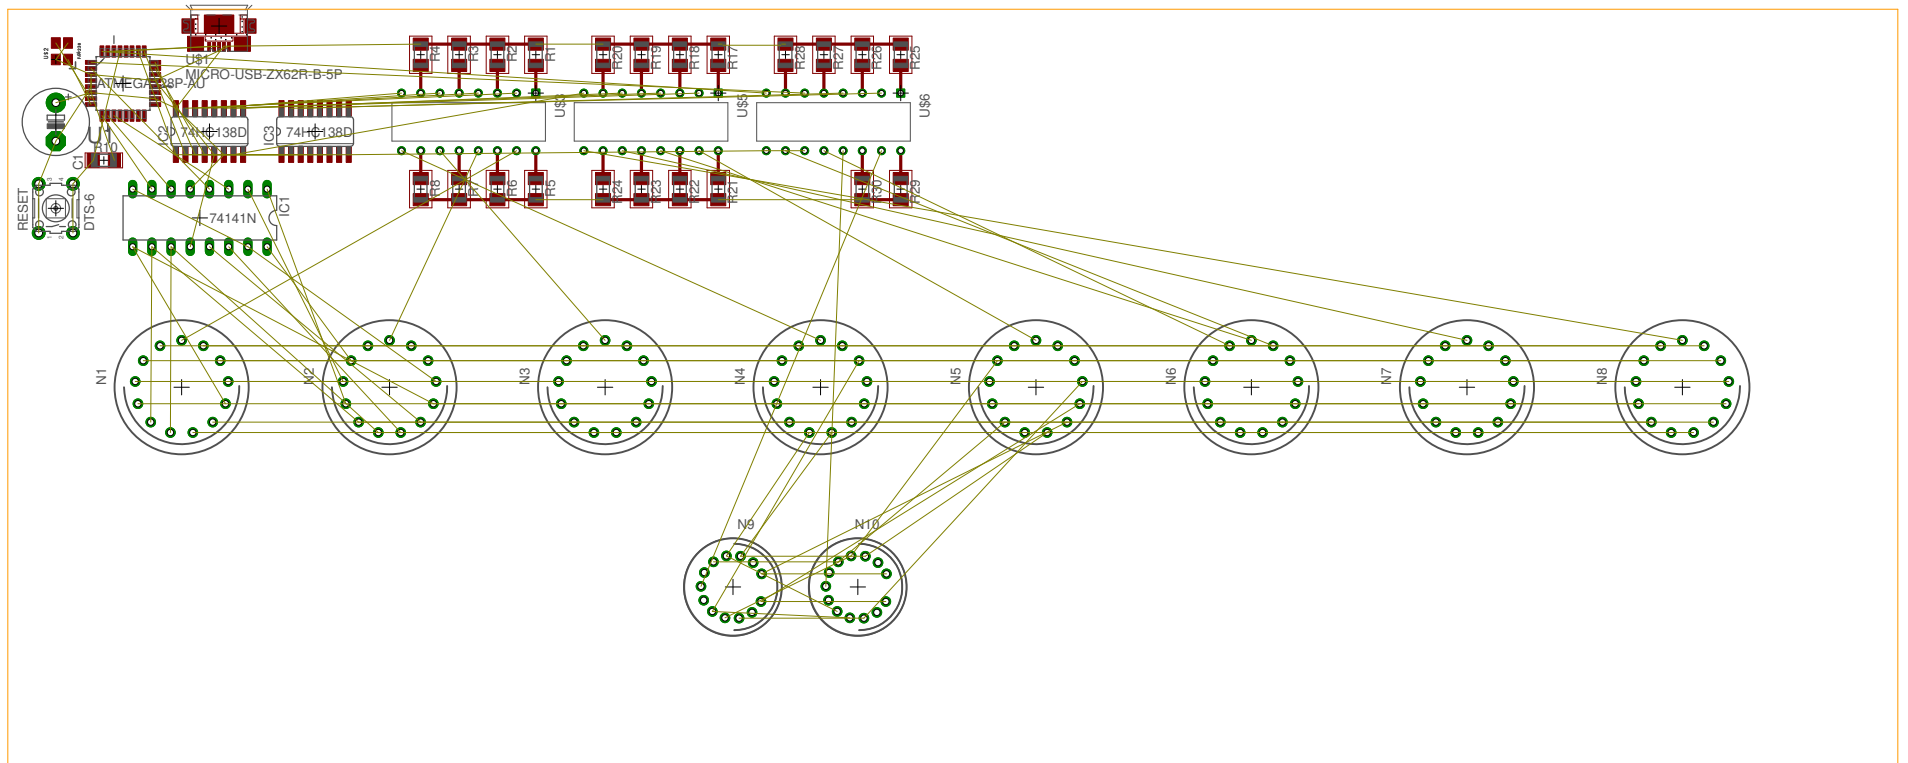 U$1
MICRO-USB-ZX62R-B-5P
ATMEGA328P-AU
R4
R3
R2
R1
R20
R19
R18
R17
R28
R27
R26
R25
U$3
U$5
U$6
IC2
74HC138D
IC3
74HC138D
C1
R10
R8
R7
R6
R5
R24
R23
R22
R21
R30
R29
RESET
DTS-6
74141N
IC1
N1
N2
N3
N4
N5
N6
N7
N8
N9
N10